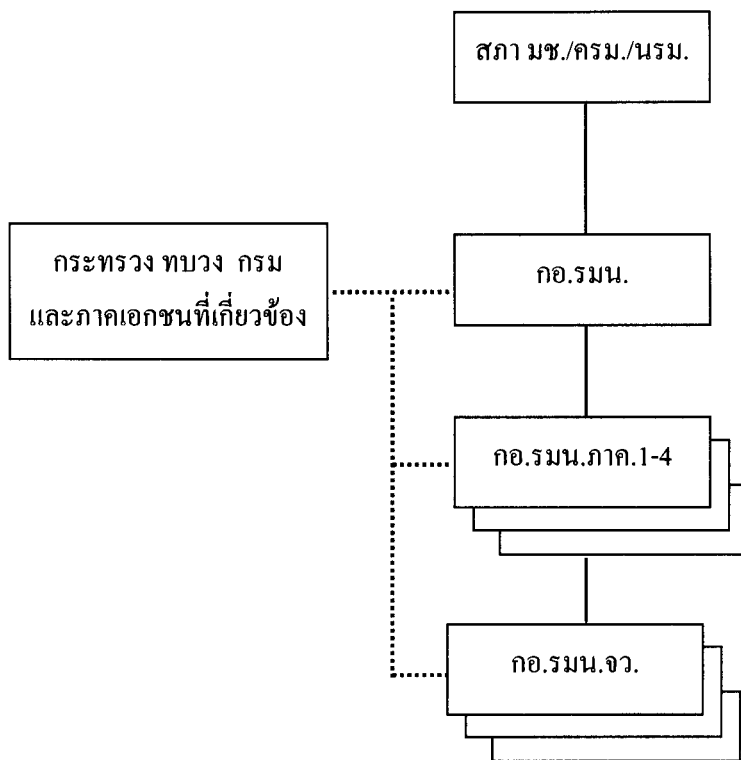 สภา มช./ครม./นรม.
กระทรวง ทบวง กรม
และภาคเอกชนที่เกี่ยวข้อง
กอ.รมน.
กอ.รมน.ภาค.1-4
กอ.รมน.จว.